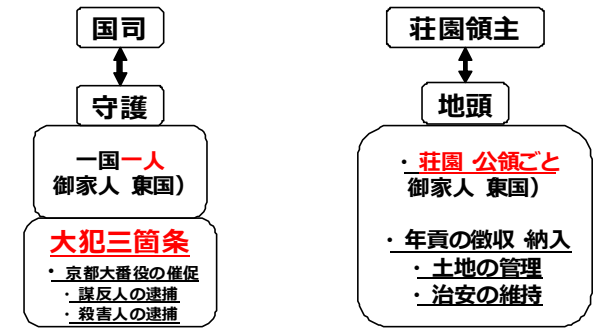 国司
守護
一国一人
御家人（東国）
大犯三箇条
・京都大番役の催促
・謀反人の逮捕
・殺害人の逮捕
荘園領主
地頭
・荘園・公領ごと
御家人（東国）
・年貢の徴収・納入
・土地の管理
・治安の維持